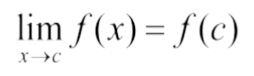 lim f(x) = f(c)
x→c